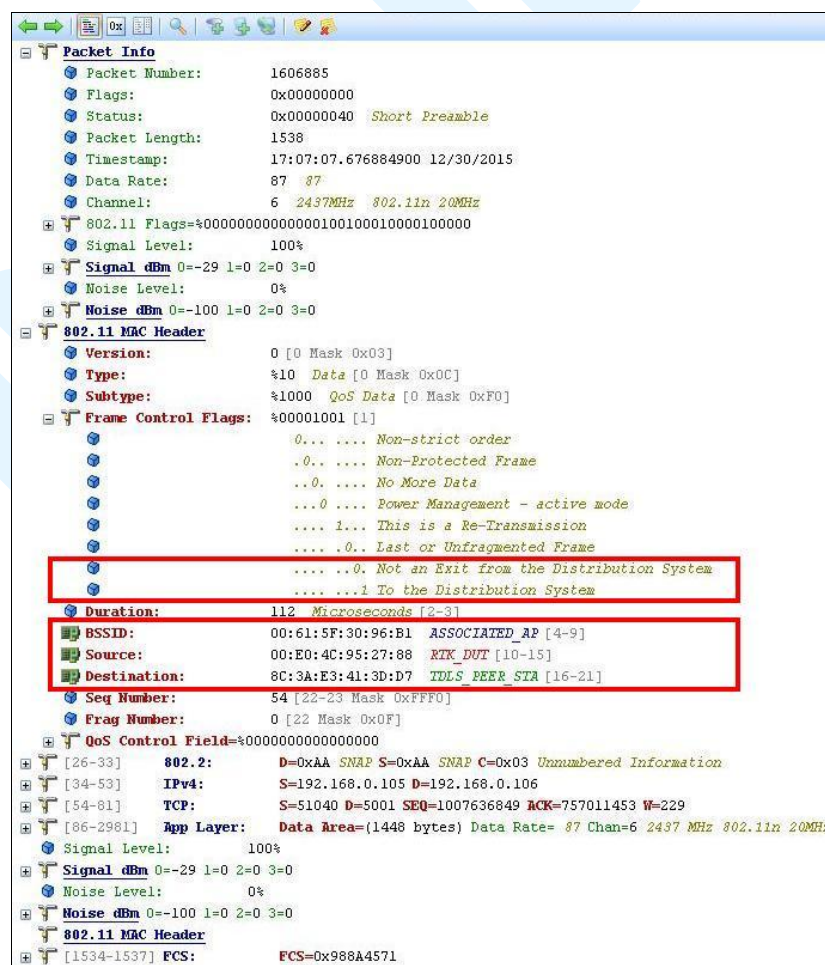 0x
Packet Info
Packet Number: 1606885
Flags: 0x00000000
Status: 0x00000040 Short Preamble
Packet Length: 1538
Timestamp: 17:07:07.676884900 12/30/2015
Data Rate: 87 87
Channel: 6 2437MHz 802.11n 20MHz
802.11 Flags=%00000000000000100100010000100000
Signal Level: 100%
Signal dBm 0=-29 1=0 2=0 3=0
Noise Level: 0%
Noise dBm 0=-100 1=0 2=0 3=0
802.11 MAC Header
Version: 0 [0 Mask 0x03]
Type: %10 Data [0 Mask 0x0C]
Subtype: %1000 QoS Data [0 Mask 0xF0]
Frame Control Flags: %00001001 [1]
0... .... Non-strict order
.0.. .... Non-Protected Frame
..0. .... No More Data
...0 .... Power Management - active mode
.... 1... This is a Re-Transmission
.... .0.. Last or Unfragmented Frame
.... ..0. Not an Exit from the Distribution System
.... ...1 To the Distribution System
Duration: 112 Microseconds [2-3]
BSSID: 00:61:5F:30:96:B1 ASSOCIATED_AP [4-9]
Source: 00:E0:4C:95:27:88 RTK_DUT [10-15]
Destination: 8C:3A:E3:41:3D:D7 TDLS_PEER_STA [16-21]
Seq Number: 54 [22-23 Mask 0xFFF0]
Frag Number: 0 [22 Mask 0x0F]
QoS Control Field=%0000000000000000
[26-33] 802.2: D=0xAA SNAP S=0xAA SNAP C=0x03 Unnumbered Information
[34-53] IPv4: S=192.168.0.105 D=192.168.0.106
[54-81] TCP: S=51040 D=5001 SEQ=1007636849 ACK=757011453 W=229
[86-2981] App Layer: Data Area=(1448 bytes) Data Rate= 87 Chan=6 2437 MHz 802.11n 20MHz
Signal Level: 100%
Signal dBm 0=-29 1=0 2=0 3=0
Noise Level: 0%
Noise dBm 0=-100 1=0 2=0 3=0
802.11 MAC Header
[1534-1537] FCS: FCS=0x988A4571